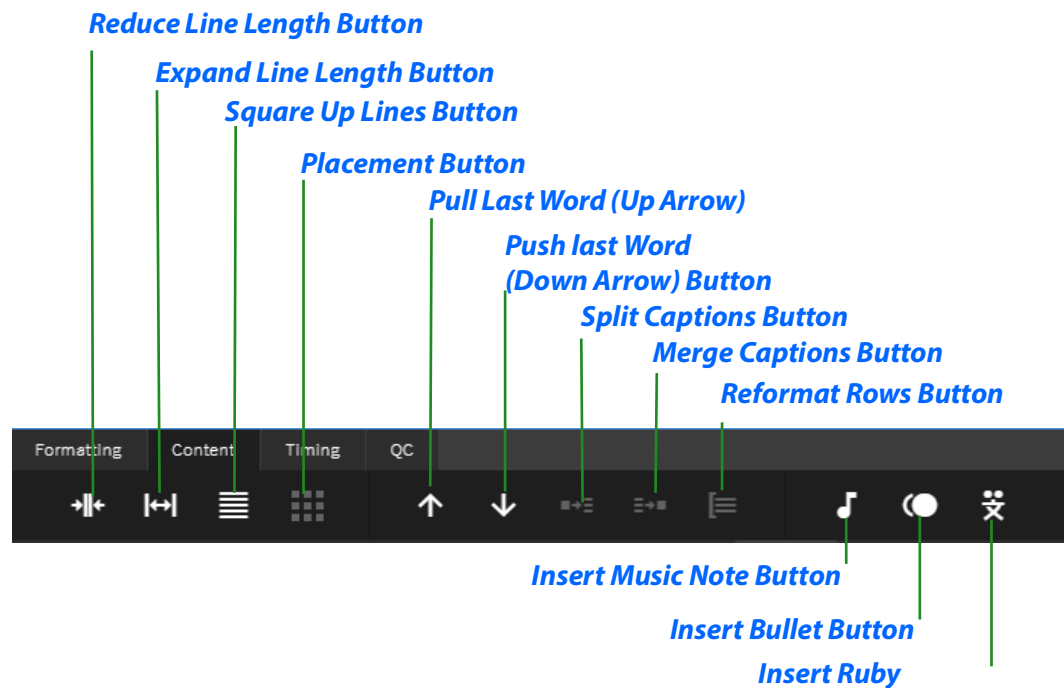 Reduce Line Length Button
Expand Line Length Button
Square Up Lines Button
Placement Button
Pull Last Word (Up Arrow)
Push last Word
(Down Arrow) Button
Split Captions Button
Merge Captions Button
Reformat Rows Button
Formatting Content Timing QC
文
Insert Music Note Button
Insert Bullet Button
Insert Ruby